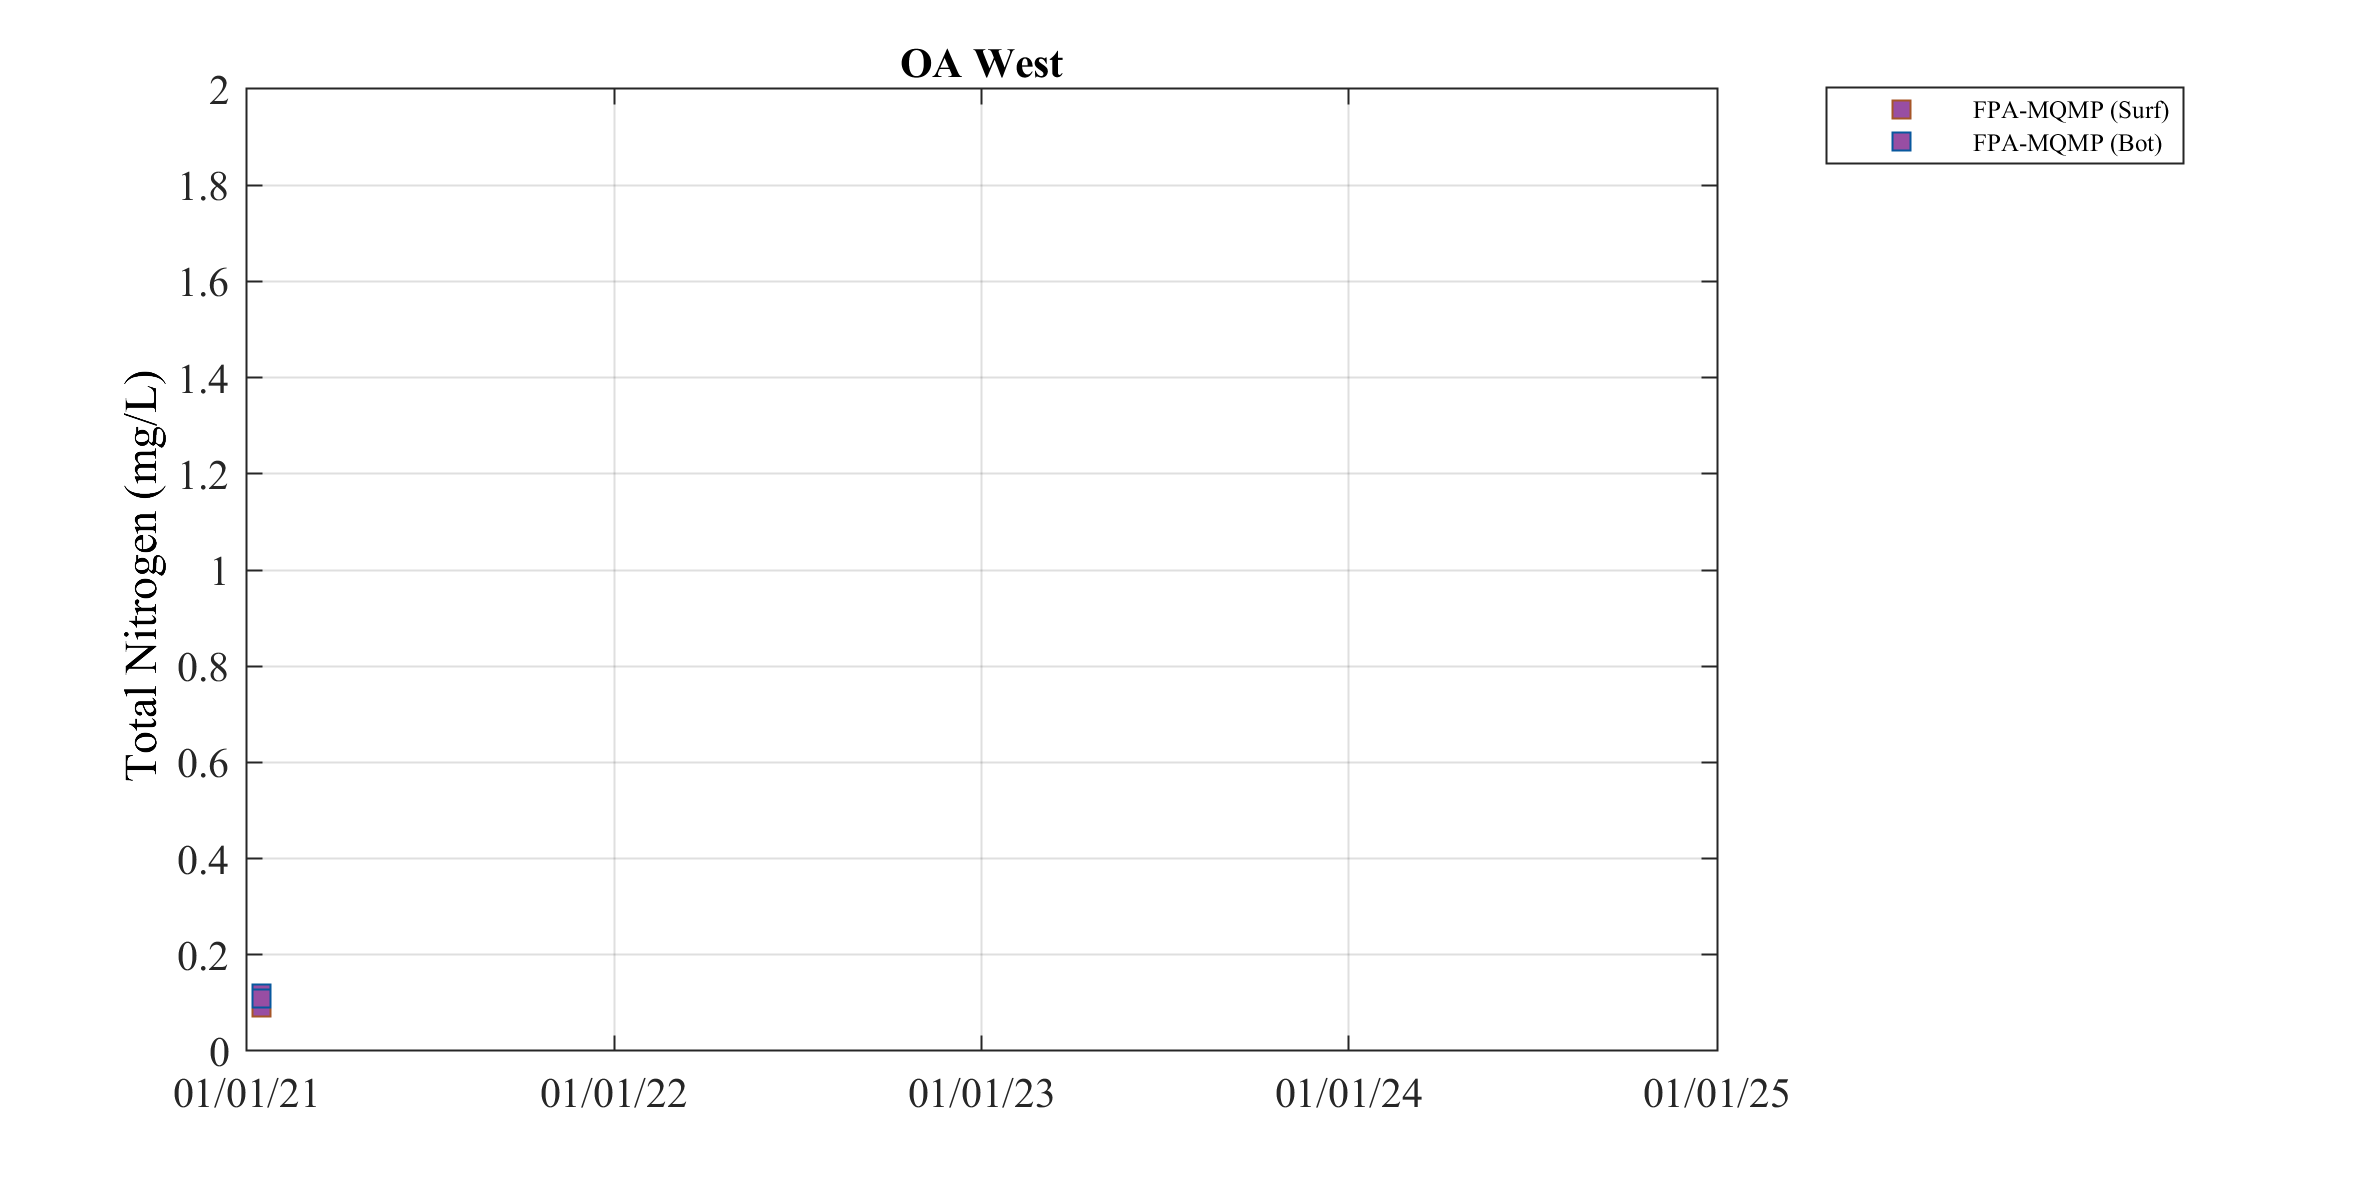 OA West
FPA-MQMP (Surf)
FPA-MQMP (Bot)
Total Nitrogen (mg/L)
2
1.8
1.6
1.4
1.2
1
0.8
0.6
0.4
0.2
0
01/01/21 01/01/22 01/01/23 01/01/24 01/01/25